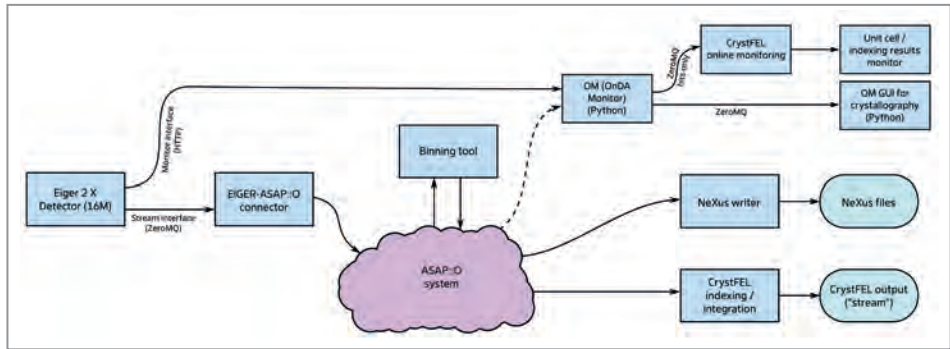 CrystFEL
online monitoring
Unit cell /
indexing results
monitor
ZeroMQ
hits only
OM (OnDA
Monitor)
(Python)
ZeroMQ
OM GUI for
crystallography
(Python)
Monitor interface
(HTTP)
Binning tool
Eiger 2 X
Detector (16M)
Stream interface
(ZeroMQ)
EIGER-ASAP::O
connector
NeXus writer
NeXus files
ASAP::O
system
CrystFEL
indexing /
integration
CrystFEL output
("stream")